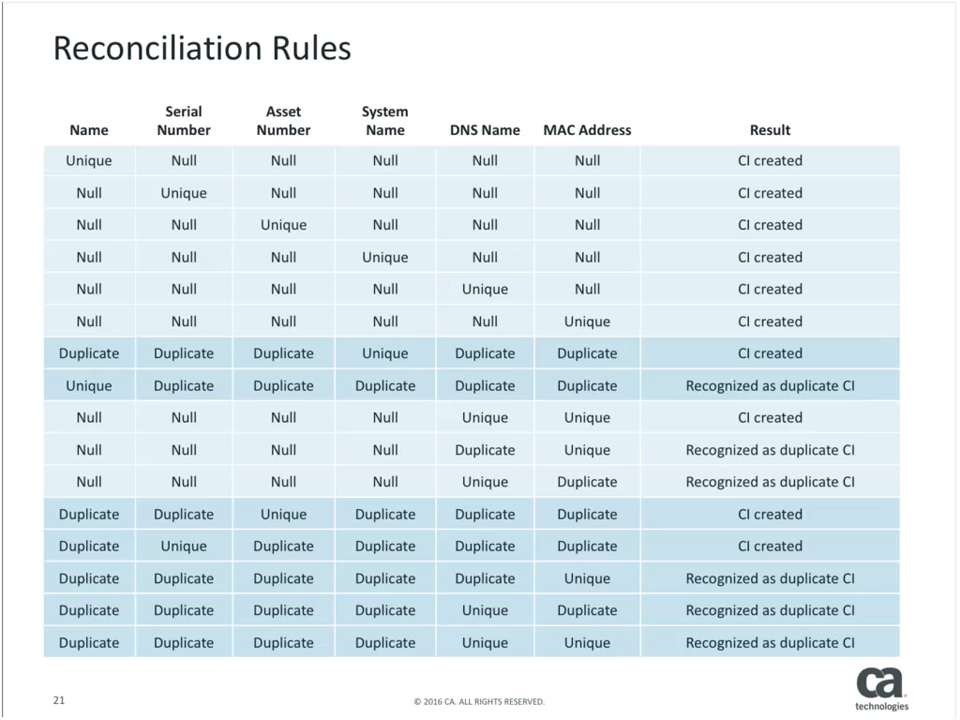 Reconciliation Rules
Name Serial Number Asset Number System Name DNS Name MAC Address Result
Unique Null Null Null Null Null CI created
Null Unique Null Null Null Null CI created
Null Null Unique Null Null Null CI created
Null Null Null Unique Null Null CI created
Null Null Null Null Unique Null CI created
Null Null Null Null Null Unique CI created
Duplicate Duplicate Duplicate Unique Duplicate Duplicate CI created
Unique Duplicate Duplicate Duplicate Duplicate Duplicate Recognized as duplicate CI
Null Null Null Null Unique Unique CI created
Null Null Null Null Duplicate Unique Recognized as duplicate CI
Null Null Null Null Unique Duplicate Recognized as duplicate CI
Duplicate Duplicate Unique Duplicate Duplicate Duplicate CI created
Duplicate Unique Duplicate Duplicate Duplicate Duplicate CI created
Duplicate Duplicate Duplicate Duplicate Duplicate Unique Recognized as duplicate CI
Duplicate Duplicate Duplicate Duplicate Unique Duplicate Recognized as duplicate CI
Duplicate Duplicate Duplicate Duplicate Unique Unique Recognized as duplicate CI
21 © 2016 CA. ALL RIGHTS RESERVED.
ca
technologies